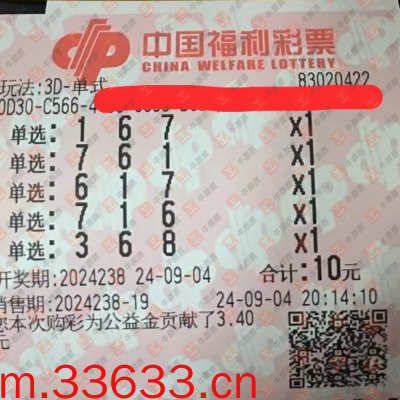 中国福利彩票
CHINA WELFARE LOTTERY
玩法:3D-单式 83020422
0D30-C566-4
单选: 1 6 7 x1
单选: 7 6 1 x1
单选: 6 1 7 x1
单选: 7 1 6 x1
单选: 3 6 8 x1
开奖期:2024238 24-09-04 合计:10元
销售期:2024238-19 24-09-04 20:14:10
您本次购彩为公益金贡献了3.40
元
m.33633.cn